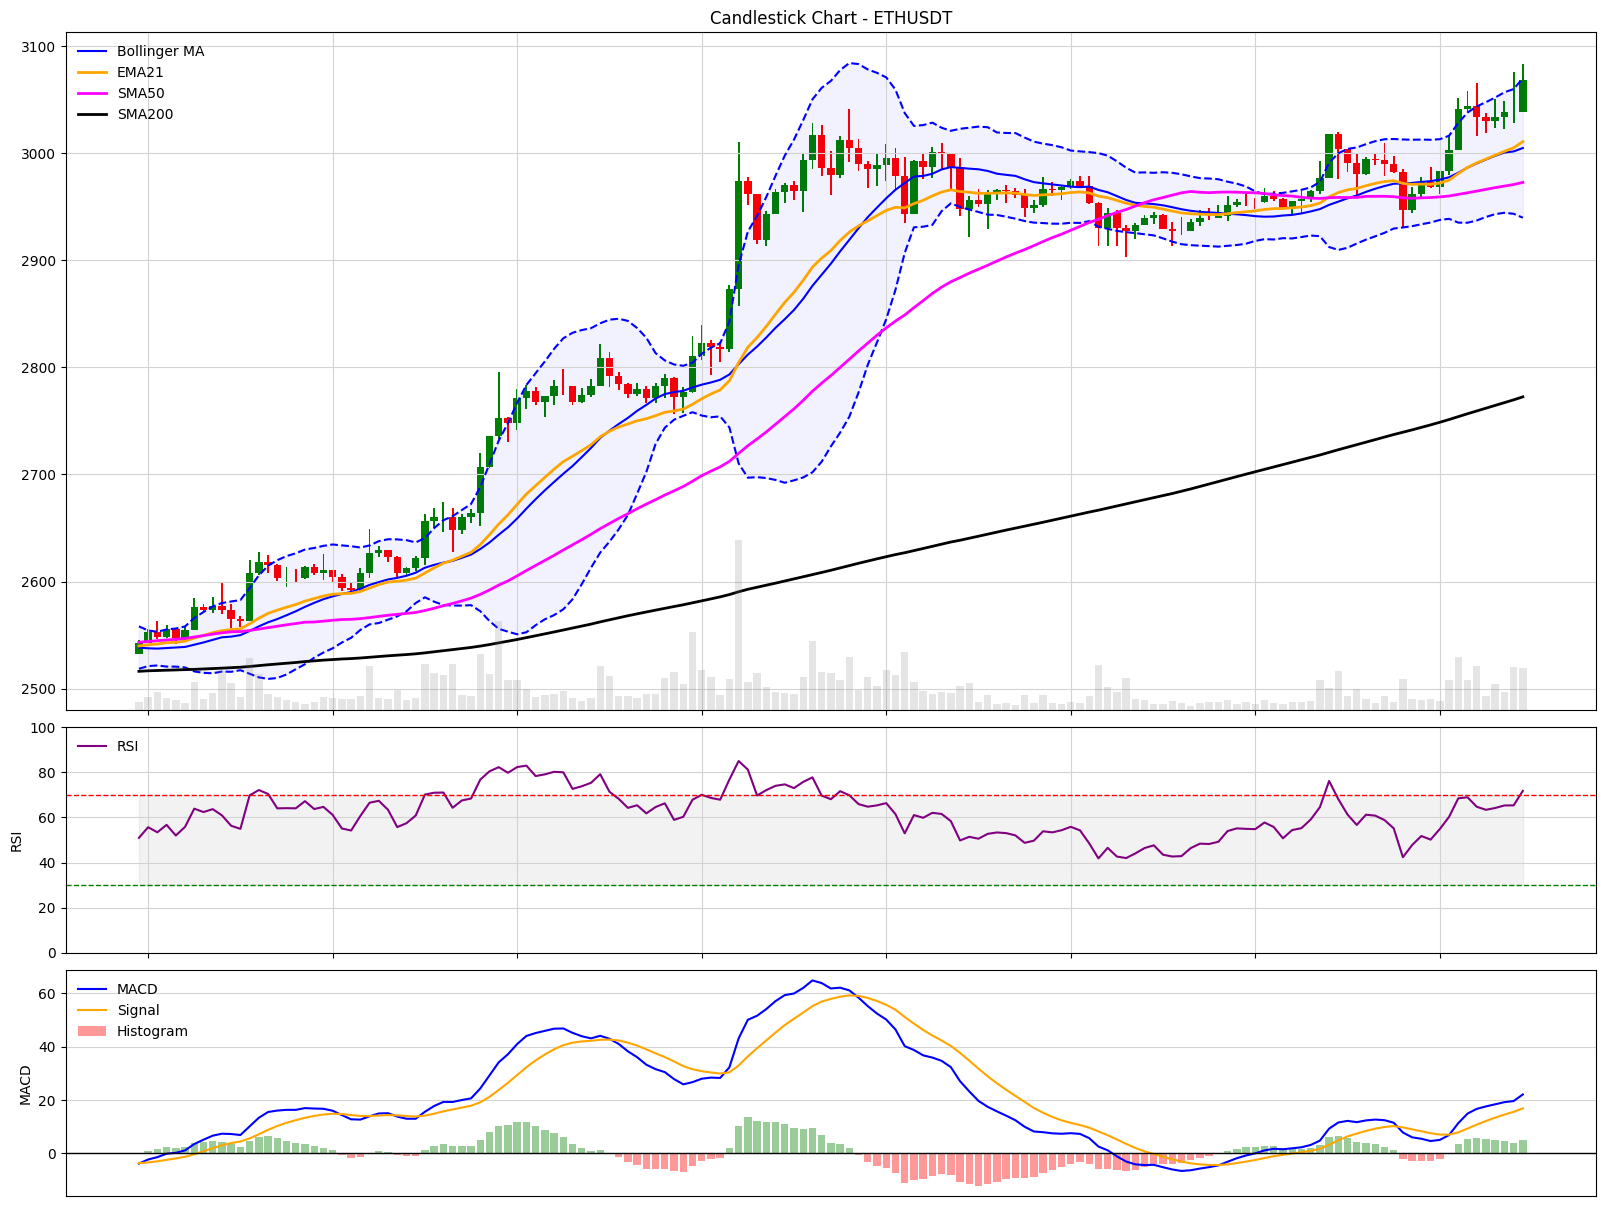 Candlestick Chart - ETHUSDT
Bollinger MA
EMA21
SMA50
SMA200
3100
3000
2900
2800
2700
2600
2500
RSI
RSI
100
80
60
40
20
0
MACD
Signal
Histogram
MACD
60
40
20
0